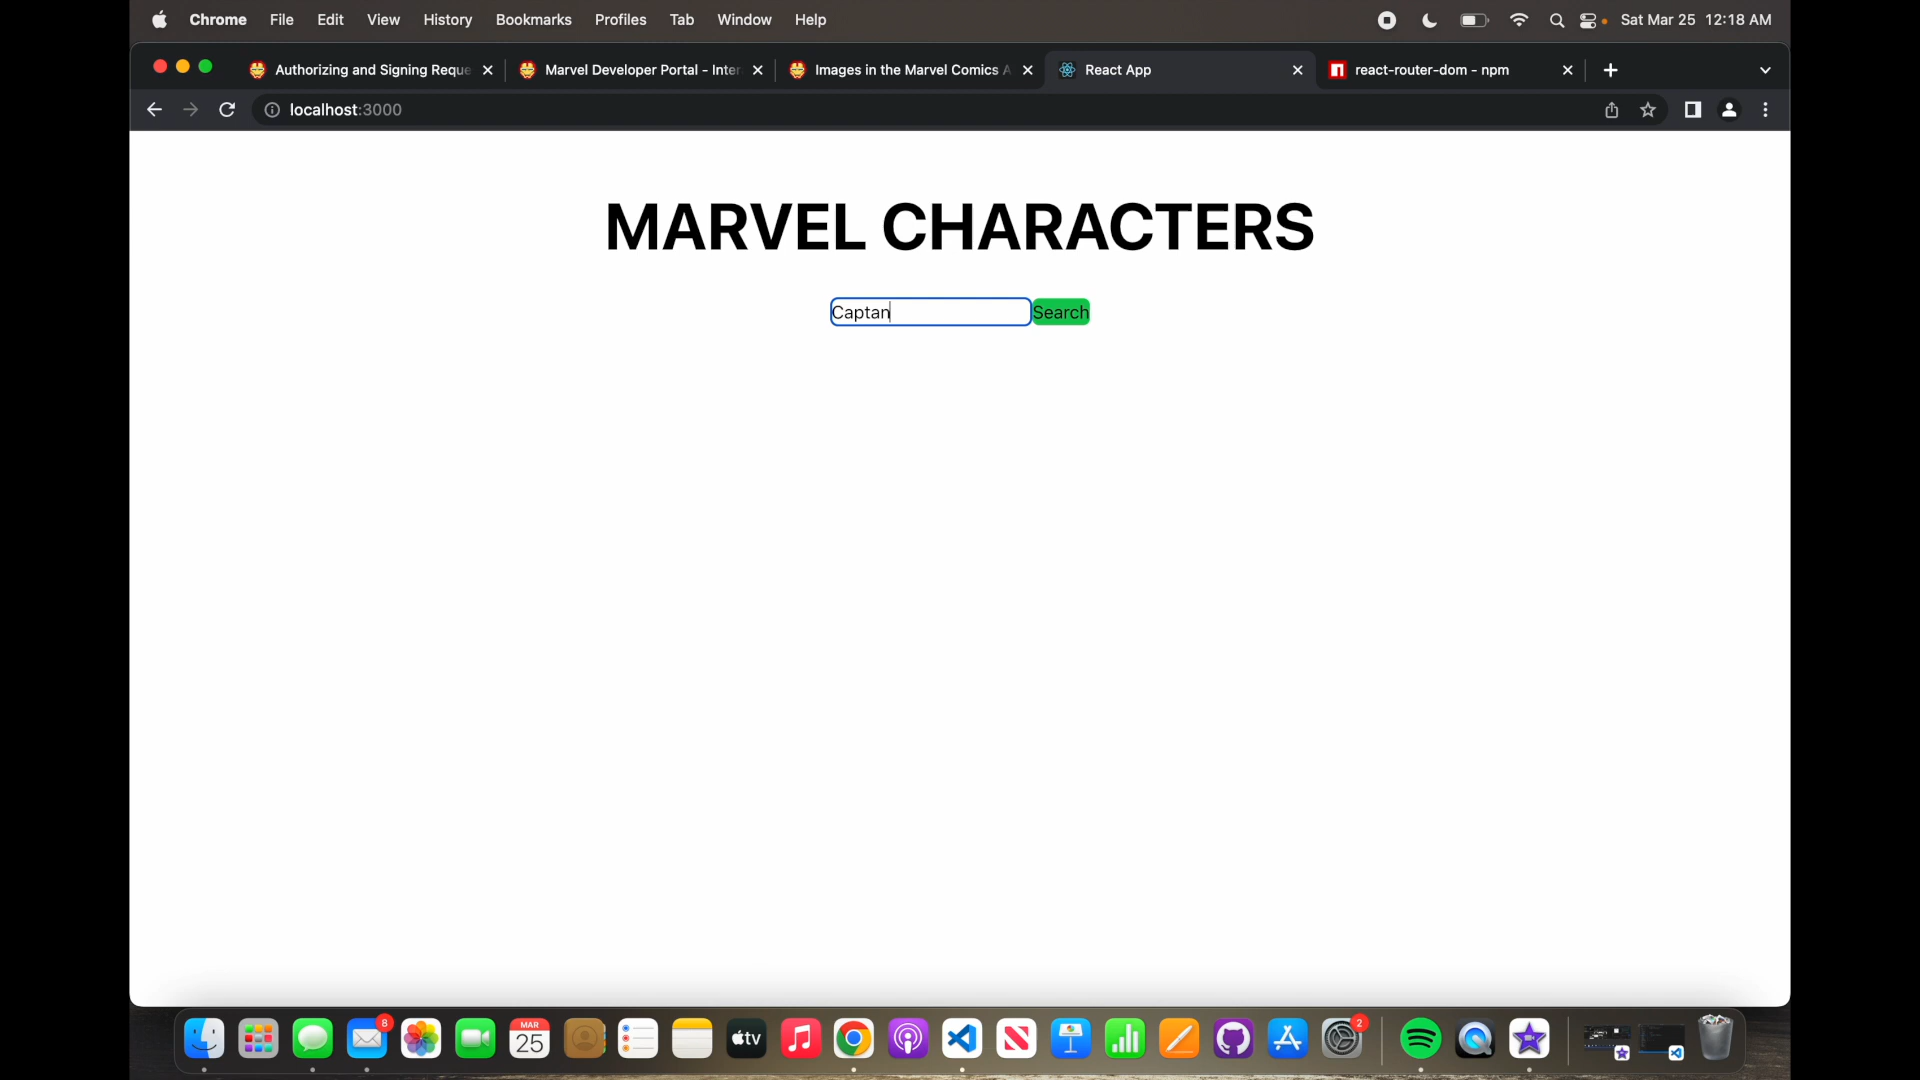 Chrome File Edit View History Bookmarks Profiles Tab Window Help Sat Mar 25 12:18 AM
Authorizing and Signing Reque Marvel Developer Portal - Inter Images in the Marvel Comics A React App react-router-dom - npm
localhost:3000
MARVEL CHARACTERS
Captan Search
8 MAR 25 tv 2